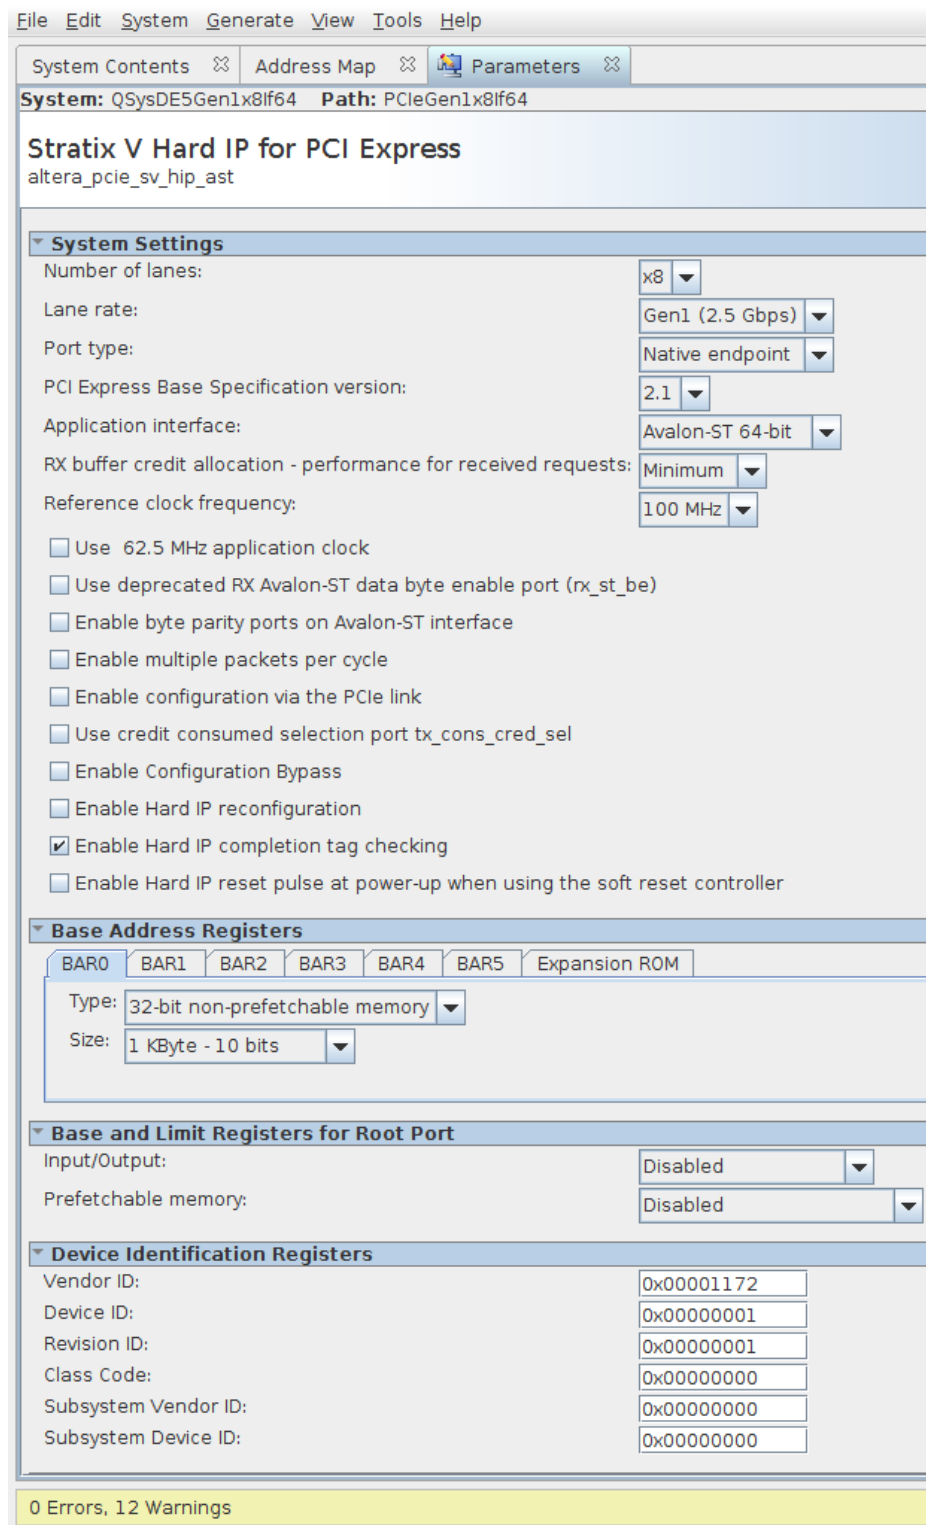 File Edit System Generate View Tools Help
System Contents Address Map Parameters
System: QSysDE5Gen1x8If64 Path: PCIeGen1x8If64
Stratix V Hard IP for PCI Express
altera_pcie_sv_hip_ast
System Settings
Number of lanes: x8
Lane rate: Gen1 (2.5 Gbps)
Port type: Native endpoint
PCI Express Base Specification version: 2.1
Application interface: Avalon-ST 64-bit
RX buffer credit allocation - performance for received requests: Minimum
Reference clock frequency: 100 MHz
Use 62.5 MHz application clock
Use deprecated RX Avalon-ST data byte enable port (rx_st_be)
Enable byte parity ports on Avalon-ST interface
Enable multiple packets per cycle
Enable configuration via the PCIe link
Use credit consumed selection port tx_cons_cred_sel
Enable Configuration Bypass
Enable Hard IP reconfiguration
Enable Hard IP completion tag checking
Enable Hard IP reset pulse at power-up when using the soft reset controller
Base Address Registers
BAR0 BAR1 BAR2 BAR3 BAR4 BAR5 Expansion ROM
Type: 32-bit non-prefetchable memory
Size: 1 KByte - 10 bits
Base and Limit Registers for Root Port
Input/Output: Disabled
Prefetchable memory: Disabled
Device Identification Registers
Vendor ID: 0x00001172
Device ID: 0x00000001
Revision ID: 0x00000001
Class Code: 0x00000000
Subsystem Vendor ID: 0x00000000
Subsystem Device ID: 0x00000000
0 Errors, 12 Warnings